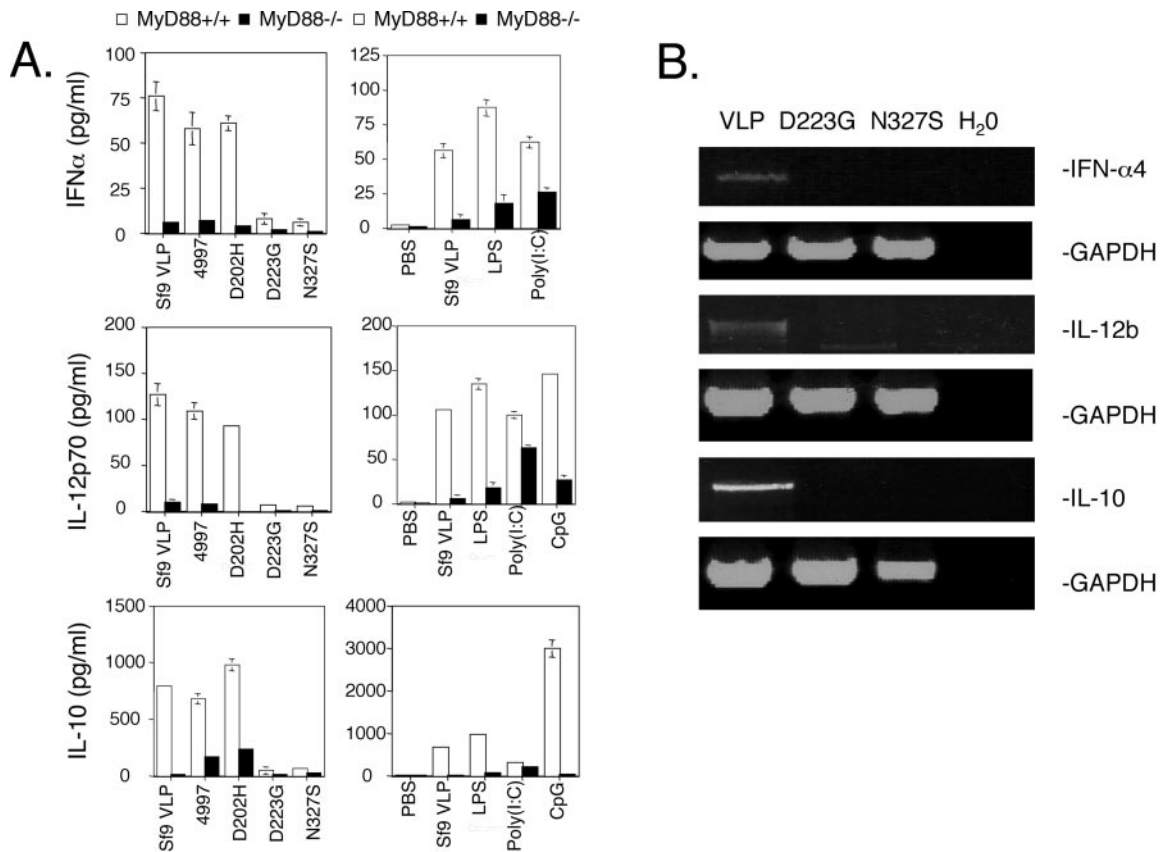 □ MyD88+/+ ■ MyD88-/- □ MyD88+/+ ■ MyD88-/-
A.
IFNα (pg/ml)
100
75
50
25
0
Sf9 VLP
4997
D202H
D223G
N327S
125
100
75
50
25
0
PBS
Sf9 VLP
LPS
Poly(I:C)
IL-12p70 (pg/ml)
200
150
100
50
0
Sf9 VLP
4997
D202H
D223G
N327S
200
150
100
50
0
PBS
Sf9 VLP
LPS
Poly(I:C)
CpG
IL-10 (pg/ml)
1500
1000
500
0
Sf9 VLP
4997
D202H
D223G
N327S
4000
3000
2000
1000
0
PBS
Sf9 VLP
LPS
Poly(I:C)
CpG
B.
VLP D223G N327S H₂0
-IFN-α4
-GAPDH
-IL-12b
-GAPDH
-IL-10
-GAPDH